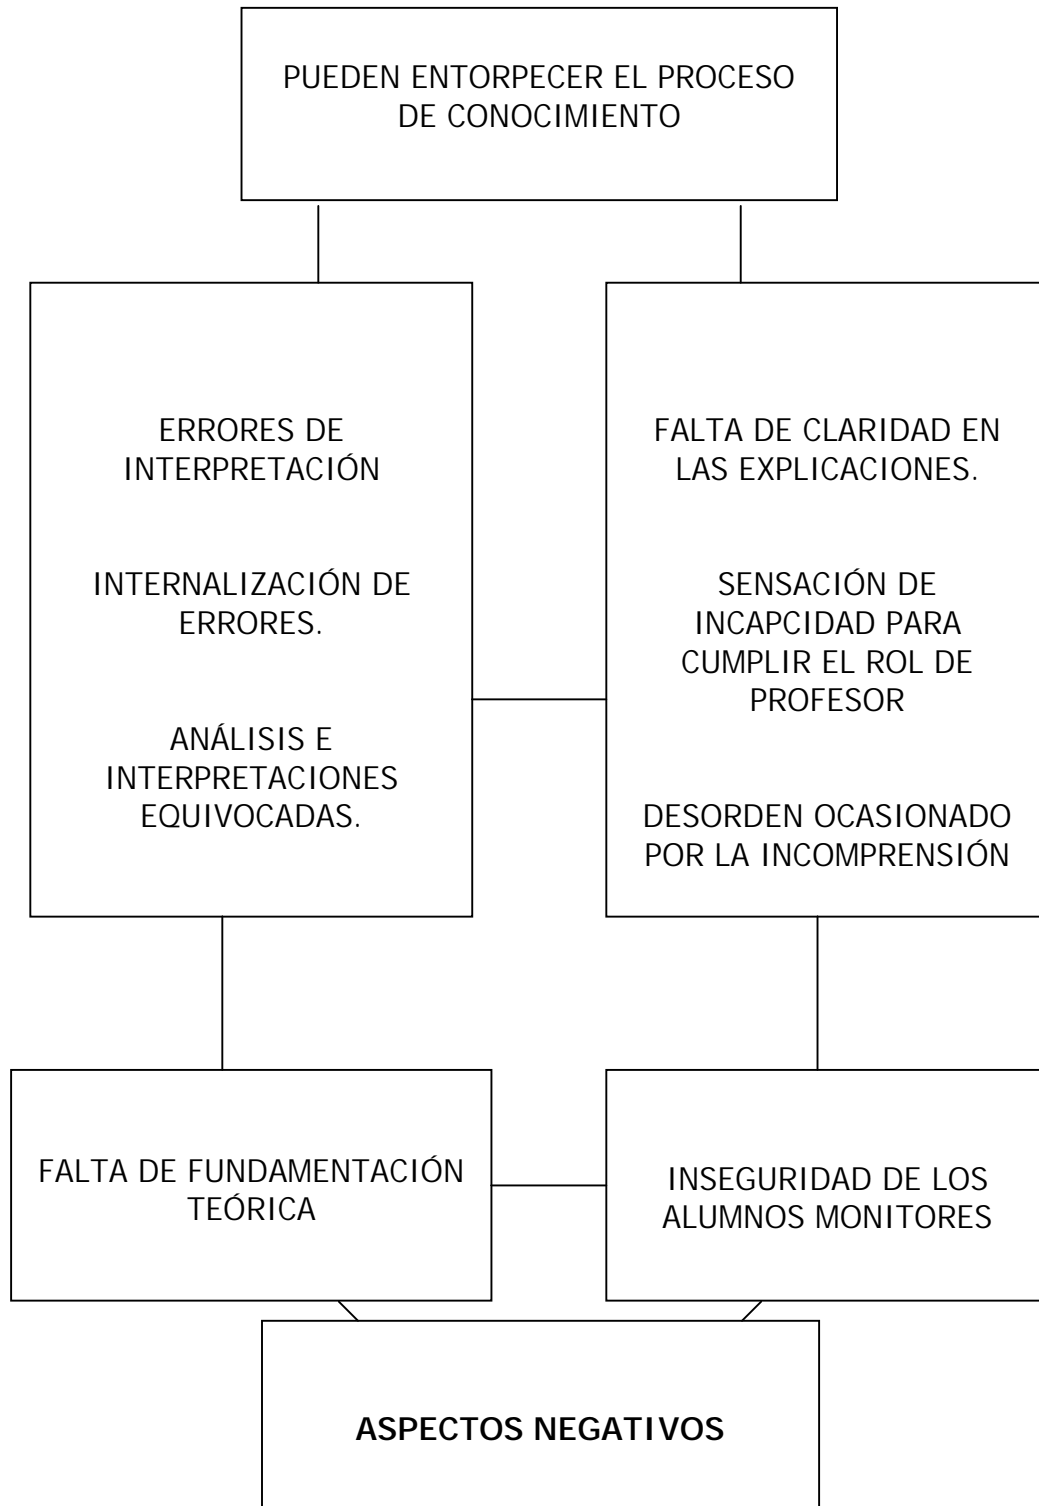 PUEDEN ENTORPECER EL PROCESO
DE CONOCIMIENTO
ERRORES DE
INTERPRETACIÓN
INTERNALIZACIÓN DE
ERRORES.
ANÁLISIS E
INTERPRETACIONES
EQUIVOCADAS.
FALTA DE CLARIDAD EN
LAS EXPLICACIONES.
SENSACIÓN DE
INCAPCIDAD PARA
CUMPLIR EL ROL DE
PROFESOR
DESORDEN OCASIONADO
POR LA INCOMPRENSIÓN
FALTA DE FUNDAMENTACIÓN
TEÓRICA
INSEGURIDAD DE LOS
ALUMNOS MONITORES
ASPECTOS NEGATIVOS